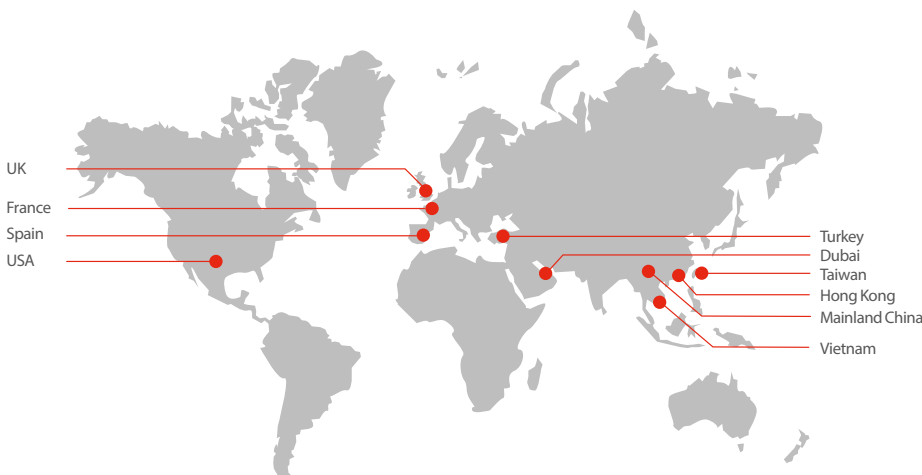 UK
France
Spain
USA
Turkey
Dubai
Taiwan
Hong Kong
Mainland China
Vietnam